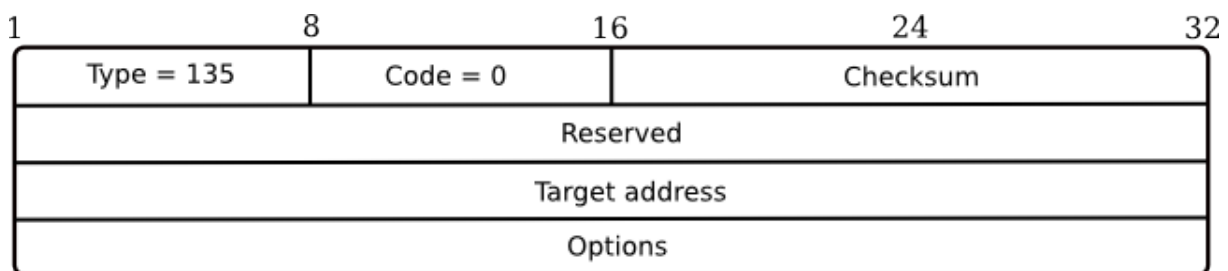 1 8 16 24 32
Type = 135 Code = 0 Checksum
Reserved
Target address
Options